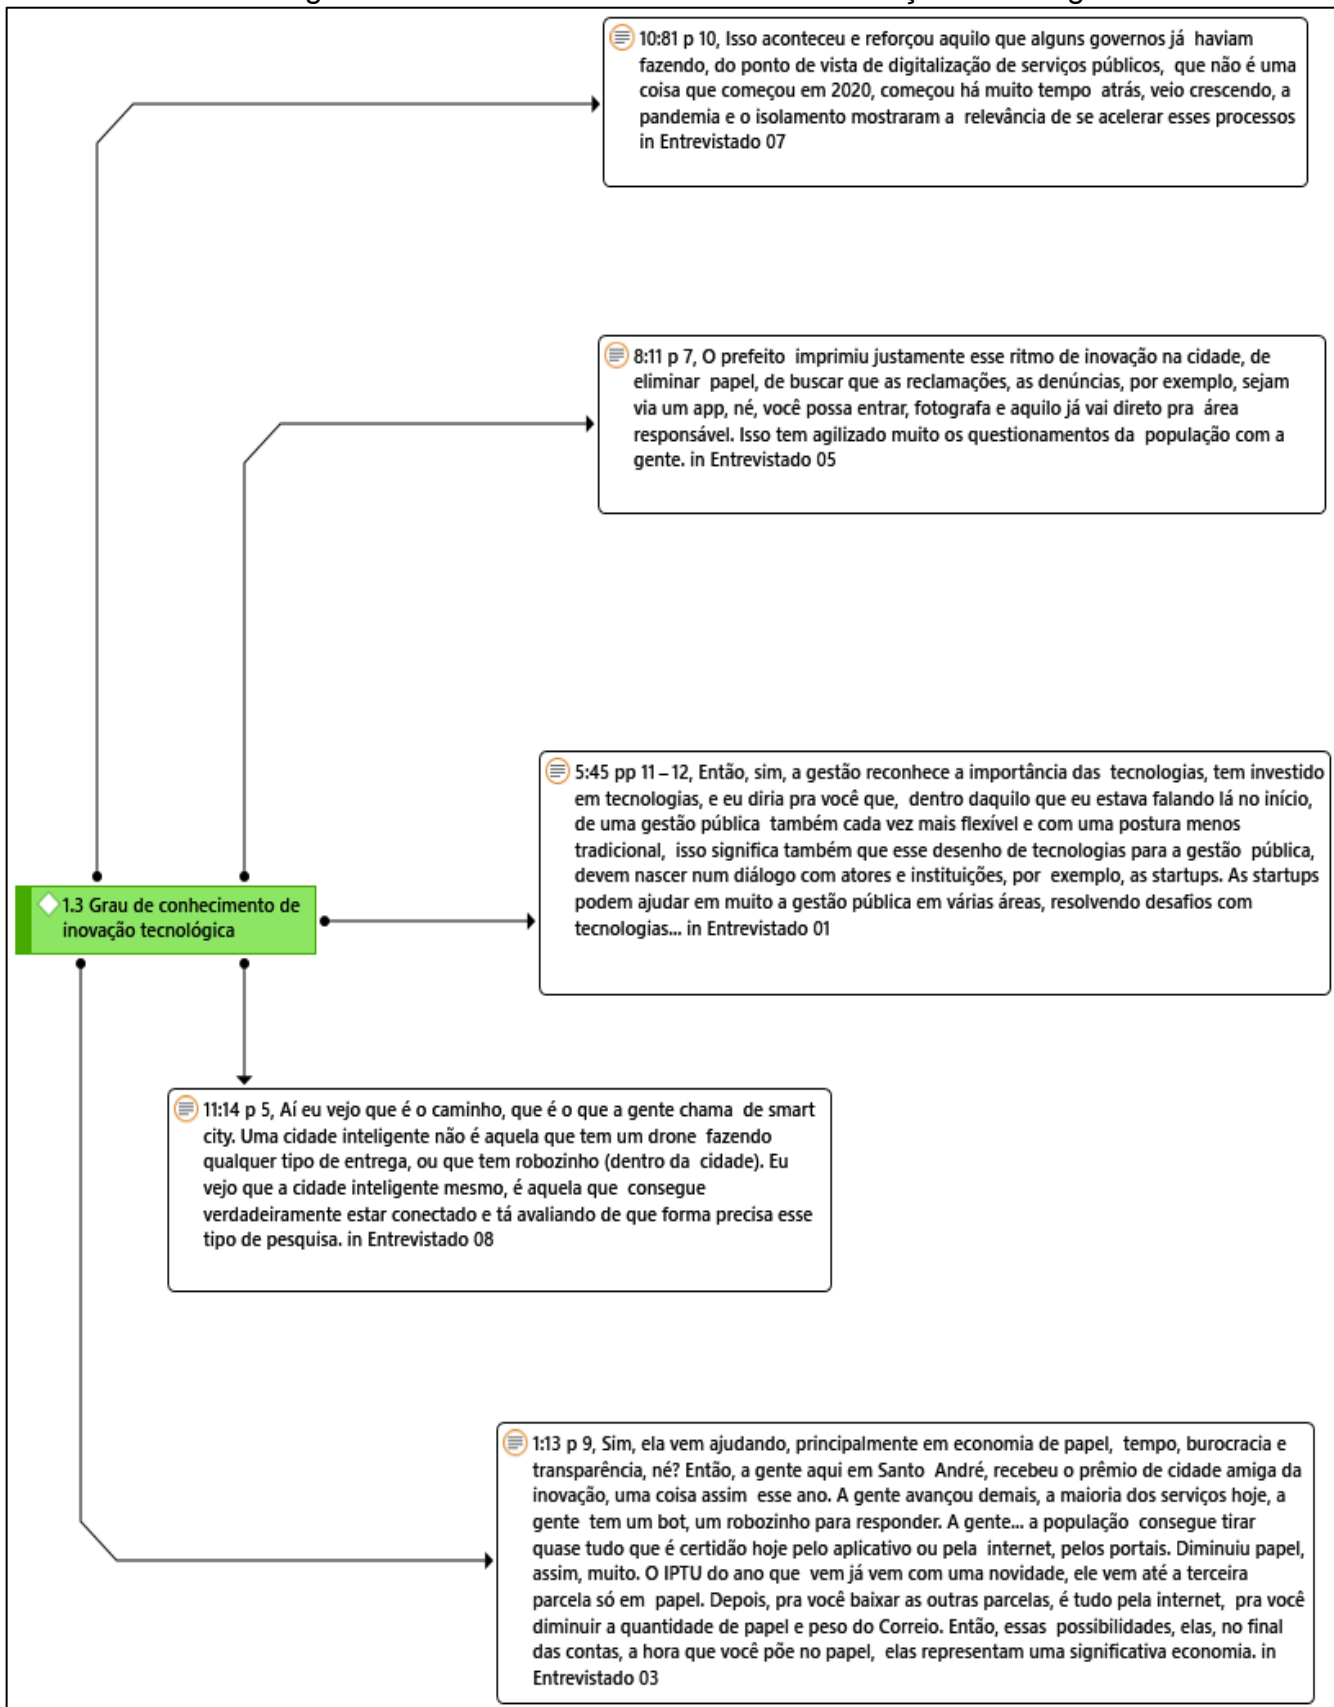 10:81 p 10, Isso aconteceu e reforçou aquilo que alguns governos já haviam
fazendo, do ponto de vista de digitalização de serviços públicos, que não é uma
coisa que começou em 2020, começou há muito tempo atrás, veio crescendo, a
pandemia e o isolamento mostraram a relevância de se acelerar esses processos
in Entrevistado 07
8:11 p 7, O prefeito imprimiu justamente esse ritmo de inovação na cidade, de
eliminar papel, de buscar que as reclamações, as denúncias, por exemplo, sejam
via um app, né, você possa entrar, fotografa e aquilo já vai direto pra área
responsável. Isso tem agilizado muito os questionamentos da população com a
gente. in Entrevistado 05
5:45 pp 11 – 12, Então, sim, a gestão reconhece a importância das tecnologias, tem investido
em tecnologias, e eu diria pra você que, dentro daquilo que eu estava falando lá no início,
de uma gestão pública também cada vez mais flexível e com uma postura menos
tradicional, isso significa também que esse desenho de tecnologias para a gestão pública,
devem nascer num diálogo com atores e instituições, por exemplo, as startups. As startups
podem ajudar em muito a gestão pública em várias áreas, resolvendo desafios com
tecnologias... in Entrevistado 01
1.3 Grau de conhecimento de
inovação tecnológica
11:14 p 5, Aí eu vejo que é o caminho, que é o que a gente chama de smart
city. Uma cidade inteligente não é aquela que tem um drone fazendo
qualquer tipo de entrega, ou que tem robozinho (dentro da cidade). Eu
vejo que a cidade inteligente mesmo, é aquela que consegue
verdadeiramente estar conectado e tá avaliando de que forma precisa esse
tipo de pesquisa. in Entrevistado 08
1:13 p 9, Sim, ela vem ajudando, principalmente em economia de papel, tempo, burocracia e
transparência, né? Então, a gente aqui em Santo André, recebeu o prêmio de cidade amiga da
inovação, uma coisa assim esse ano. A gente avançou demais, a maioria dos serviços hoje, a
gente tem um bot, um robozinho para responder. A gente... a população consegue tirar
quase tudo que é certidão hoje pelo aplicativo ou pela internet, pelos portais. Diminuiu papel,
assim, muito. O IPTU do ano que vem já vem com uma novidade, ele vem até a terceira
parcela só em papel. Depois, pra você baixar as outras parcelas, é tudo pela internet, pra você
diminuir a quantidade de papel e peso do Correio. Então, essas possibilidades, elas, no final
das contas, a hora que você põe no papel, elas representam uma significativa economia. in
Entrevistado 03